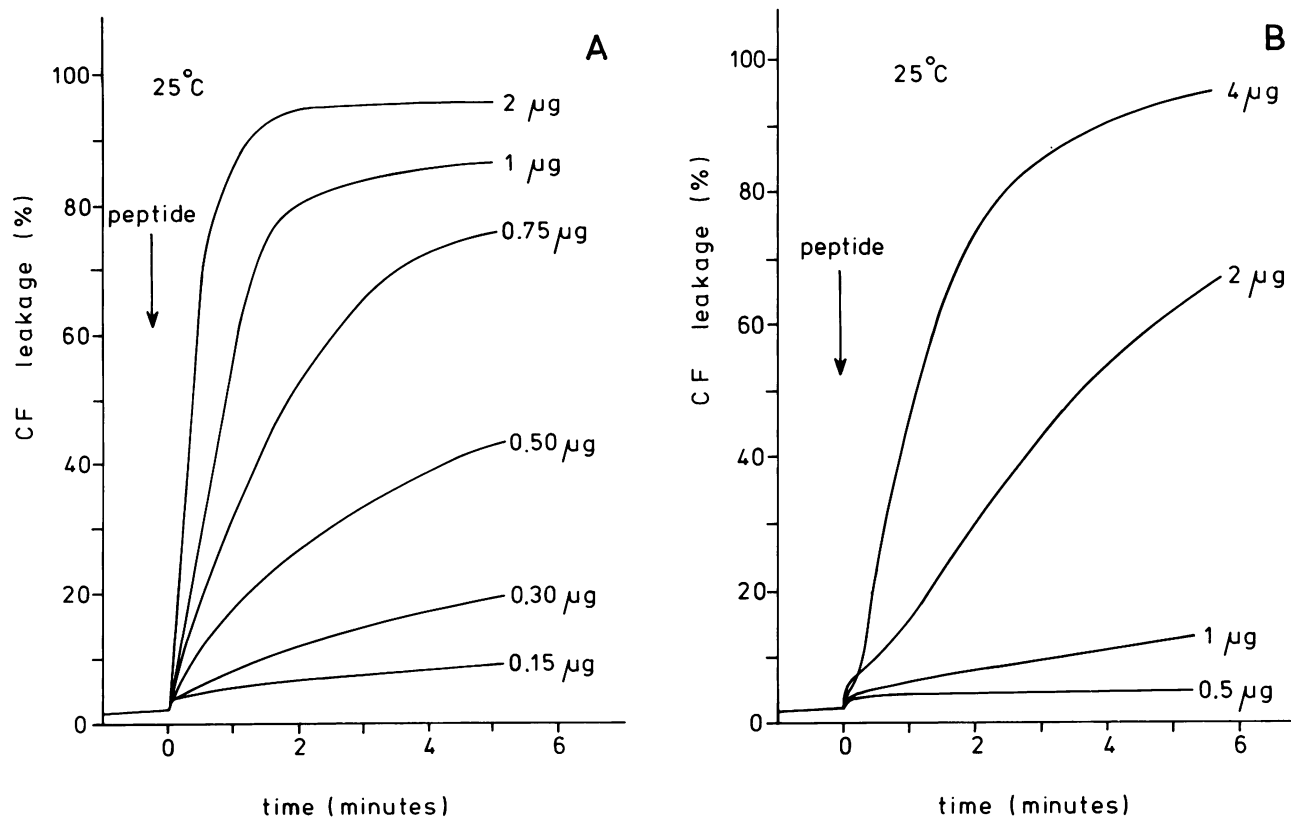 A
25°C
100
80
60
40
20
0
CF leakage (%)
peptide
2 µg
1 µg
0.75 µg
0.50 µg
0.30 µg
0.15 µg
0 2 4 6
time (minutes)
B
25°C
100
80
60
40
20
0
CF leakage (%)
peptide
4 µg
2 µg
1 µg
0.5 µg
0 2 4 6
time (minutes)